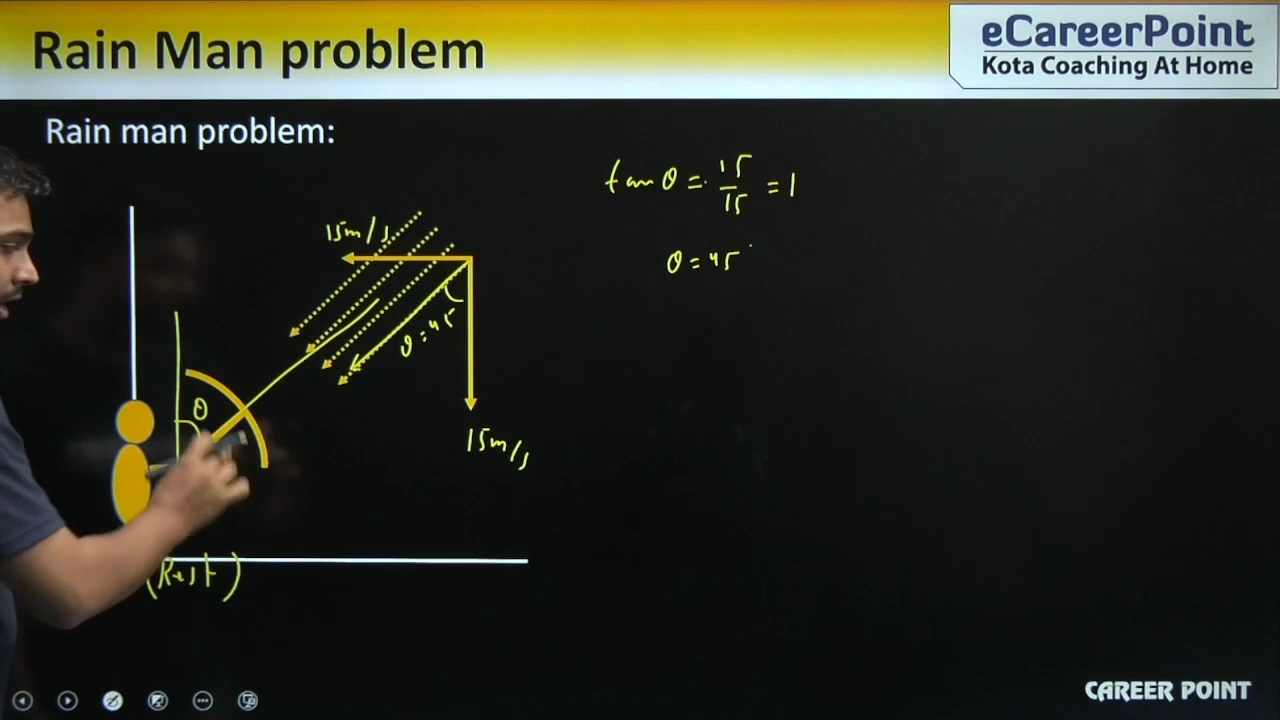 Rain Man problem
eCareerPoint
Kota Coaching At Home
Rain man problem:
tan θ = 15/15 = 1
θ = 45°
15m/s
θ = 45
θ
15m/s
(Rest)
CAREER POINT